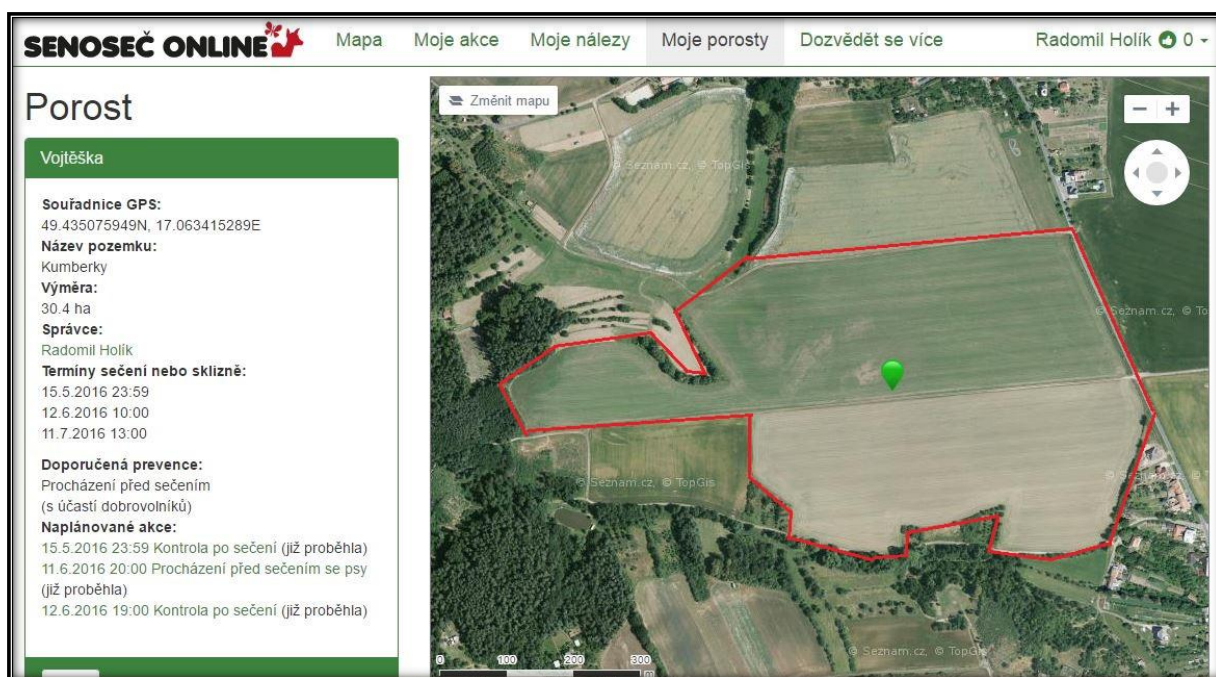 SENOSEČ ONLINE
Mapa
Moje akce
Moje nálezy
Moje porosty
Dozvědět se více
Radomil Holík 0
Porost
Vojtěška
Souřadnice GPS:
49.435075949N, 17.063415289E
Název pozemku:
Kumberky
Výměra:
30.4 ha
Správce:
Radomil Holík
Termíny sečení nebo sklizně:
15.5.2016 23:59
12.6.2016 10:00
11.7.2016 13:00
Doporučená prevence:
Procházení před sečením
(s účastí dobrovolníků)
Naplánované akce:
15.5.2016 23:59 Kontrola po sečení (již proběhla)
11.6.2016 20:00 Procházení před sečením se psy
(již proběhla)
12.6.2016 19:00 Kontrola po sečení (již proběhla)
Změnit mapu
© Seznam.cz, © TopGis
© Seznam.cz, © To
© Seznam.cz, © TopGis
© Seznam.cz, © T
© Seznam.cz, © TopGis
0 100 200 300
m